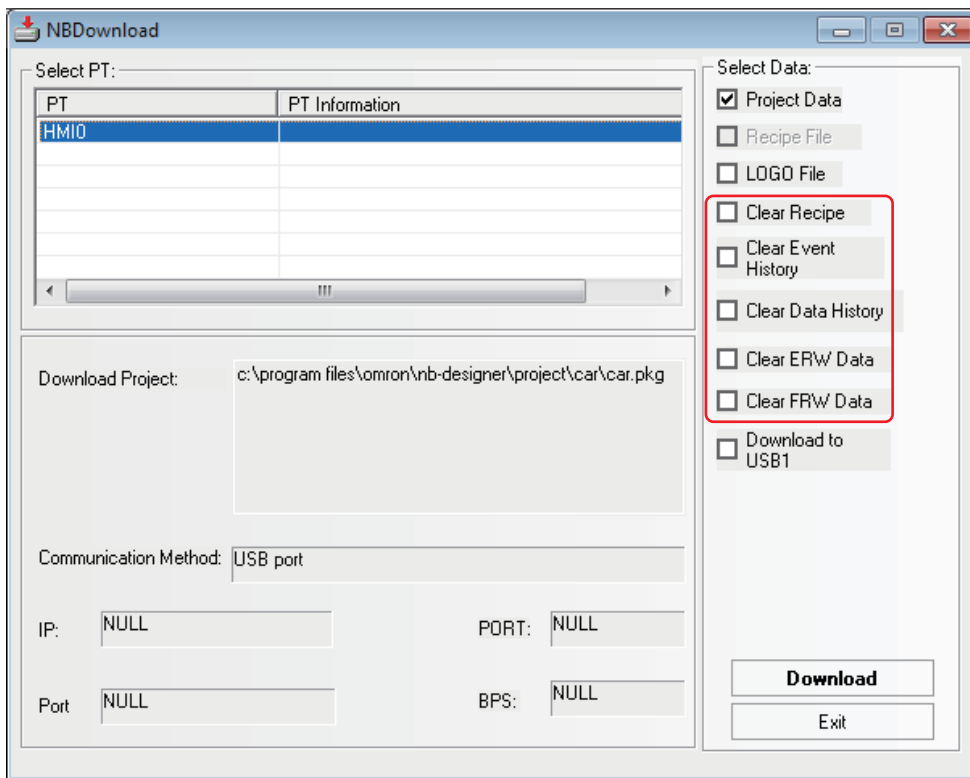 NBDownload
Select PT:
PT PT Information
HMI0
Download Project: c:\program files\omron\nb-designer\project\car\car.pkg
Communication Method: USB port
IP: NULL PORT: NULL
Port NULL BPS: NULL
Select Data:
Project Data
Recipe File
LOGO File
Clear Recipe
Clear Event
History
Clear Data History
Clear ERW Data
Clear FRW Data
Download to
USB1
Download
Exit